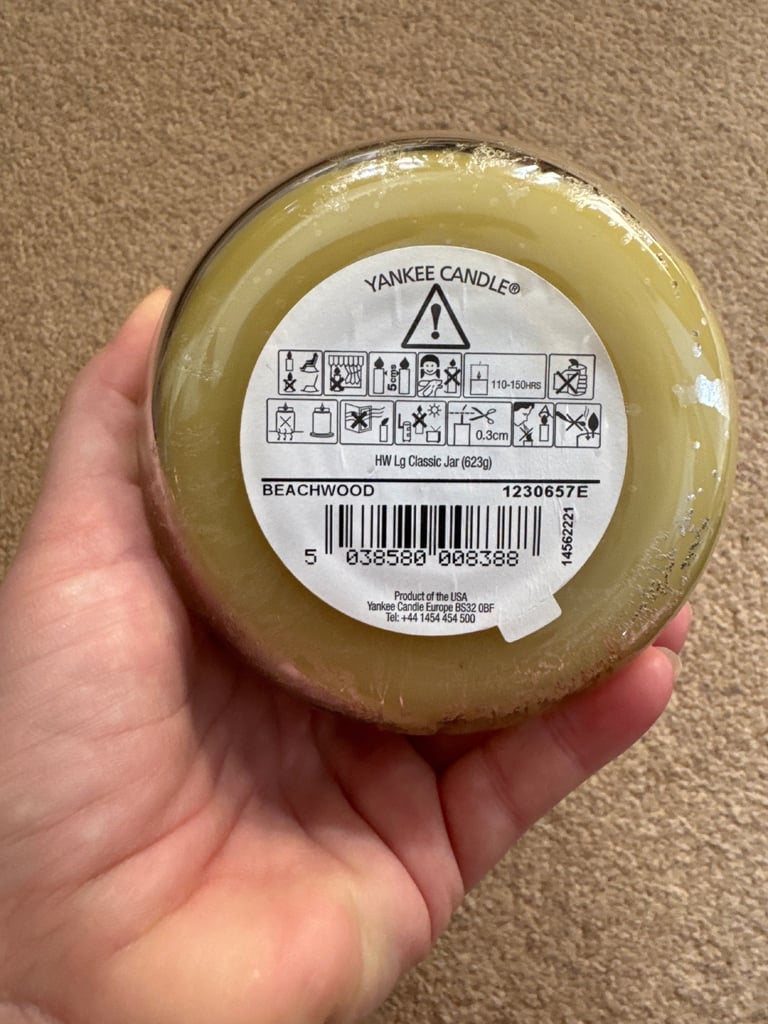 YANKEE CANDLE®
5cms
110-150HRS
0.3cm
HW Lg Classic Jar (623g)
BEACHWOOD 1230657E
5 038580 008388
14562221
Product of the USA
Yankee Candle Europe BS32 0BF
Tel: +44 1454 454 500